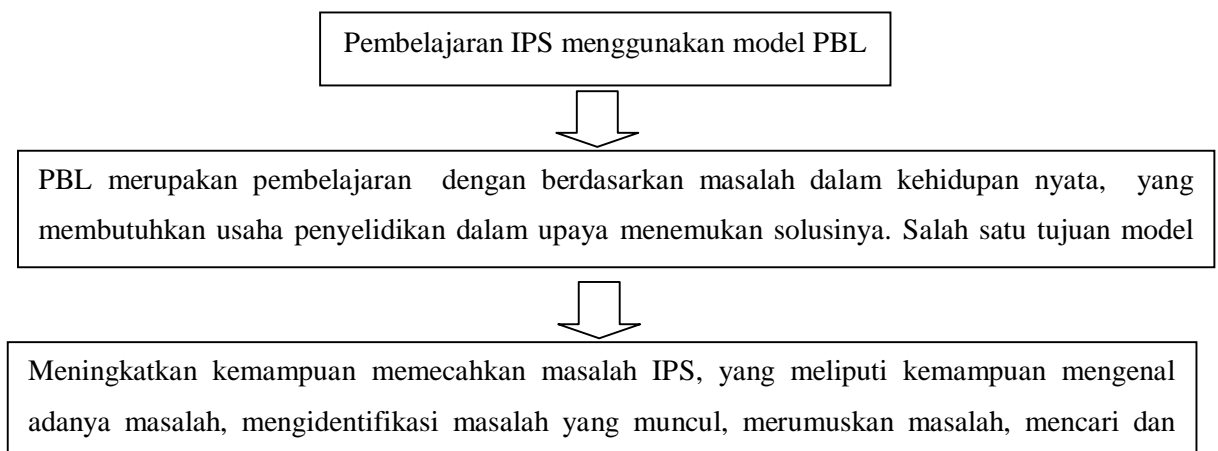 Pembelajaran IPS menggunakan model PBL
PBL merupakan pembelajaran dengan berdasarkan masalah dalam kehidupan nyata, yang
membutuhkan usaha penyelidikan dalam upaya menemukan solusinya. Salah satu tujuan model
Meningkatkan kemampuan memecahkan masalah IPS, yang meliputi kemampuan mengenal
adanya masalah, mengidentifikasi masalah yang muncul, merumuskan masalah, mencari dan